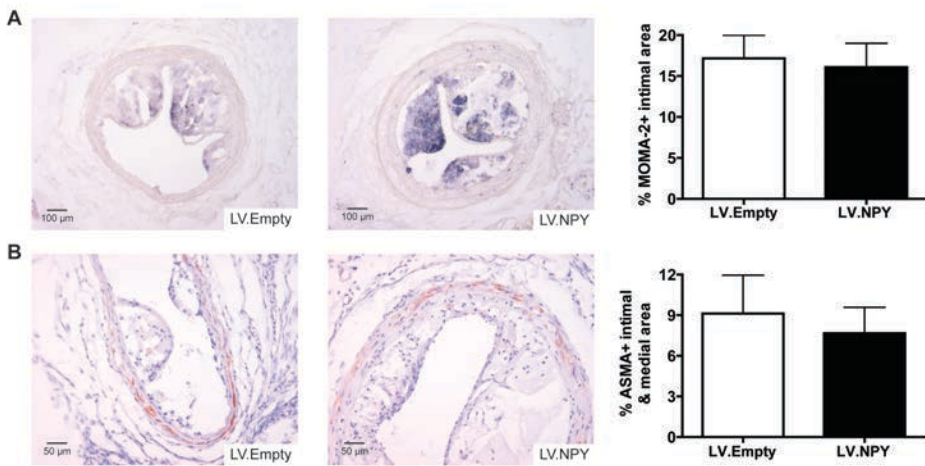 A
100 µm
LV.Empty
100 µm
LV.NPY
% MOMA-2+ intimal area
20
15
10
5
0
LV.Empty
LV.NPY
B
50 µm
LV.Empty
50 µm
LV.NPY
% ASMA+ intimal
& medial area
12
9
6
3
0
LV.Empty
LV.NPY